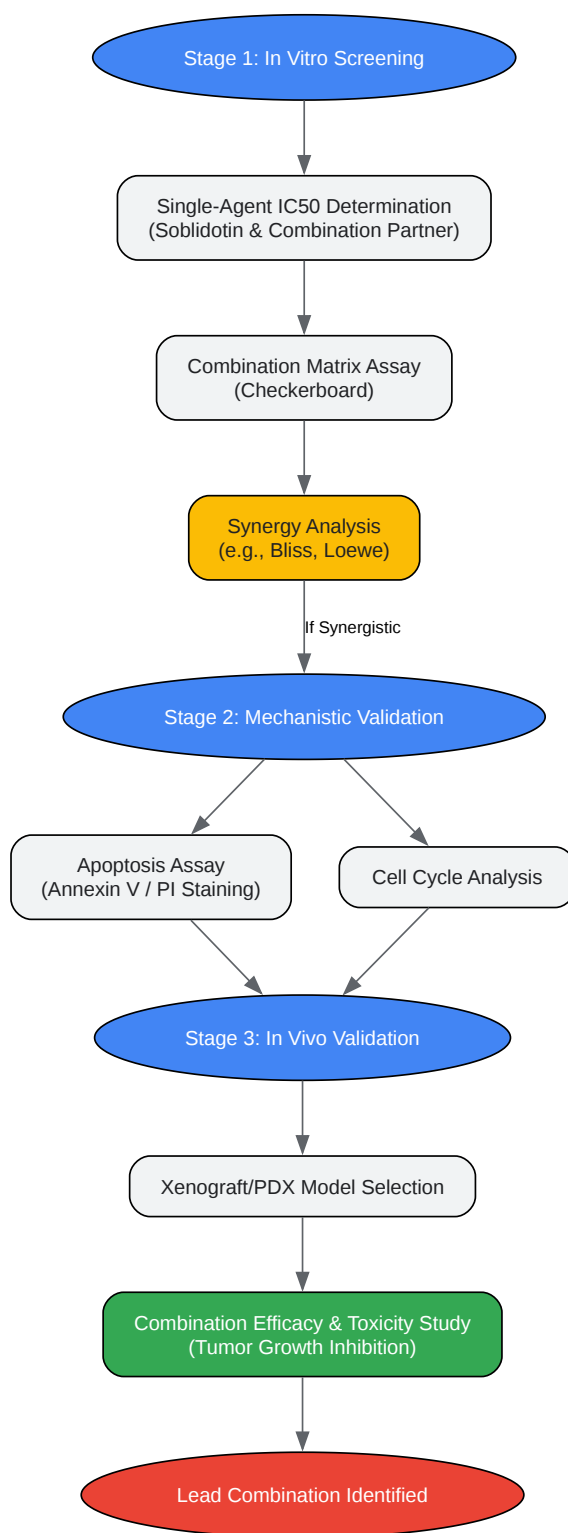 Stage 1: In Vitro Screening
Single-Agent IC50 Determination
(Soblidotin & Combination Partner)
Combination Matrix Assay
(Checkerboard)
Synergy Analysis
(e.g., Bliss, Loewe)
If Synergistic
Stage 2: Mechanistic Validation
Apoptosis Assay
(Annexin V / PI Staining)
Cell Cycle Analysis
Stage 3: In Vivo Validation
Xenograft/PDX Model Selection
Combination Efficacy & Toxicity Study
(Tumor Growth Inhibition)
Lead Combination Identified